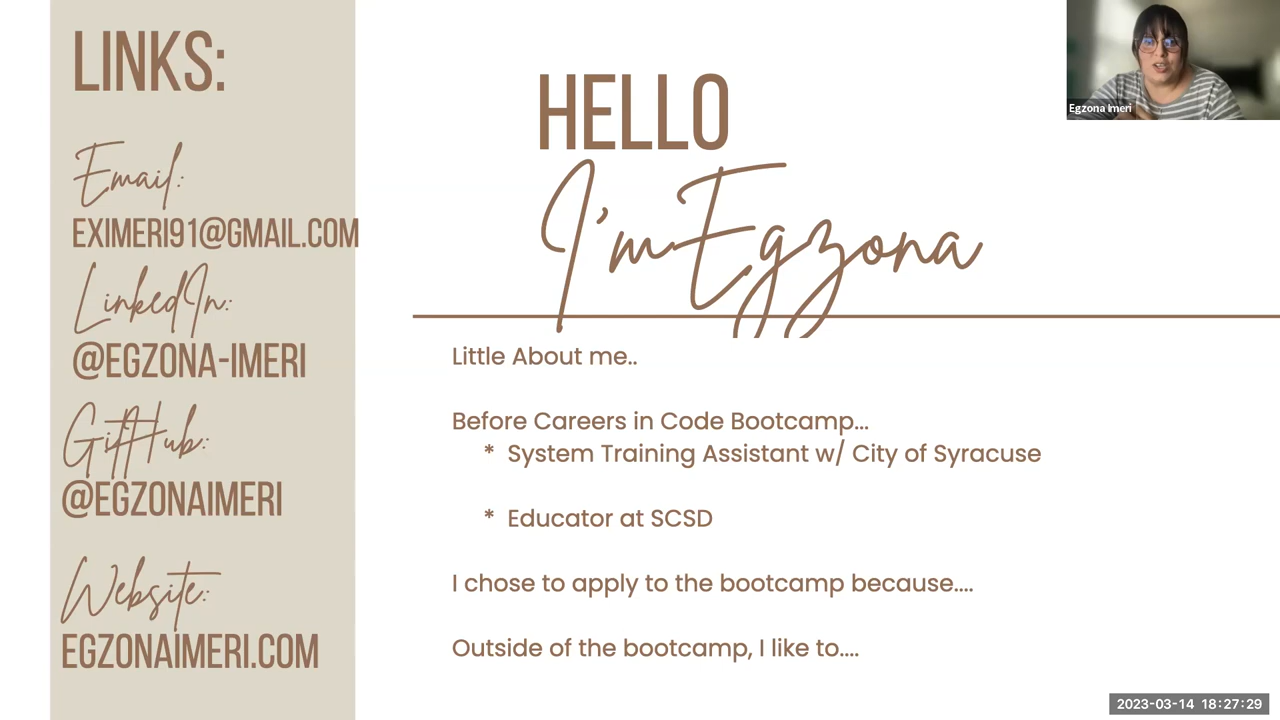 LINKS:
Email:
EXIMERI91@GMAIL.COM
LinkedIn:
@EGZONA-IMERI
GitHub:
@EGZONAIMERI
Website:
EGZONAIMERI.COM
HELLO
I'm Egzona
Little About me..
Before Careers in Code Bootcamp...
* System Training Assistant w/ City of Syracuse
* Educator at SCSD
I chose to apply to the bootcamp because....
Outside of the bootcamp, I like to....
Egzona Imeri
2023-03-14 18:27:29